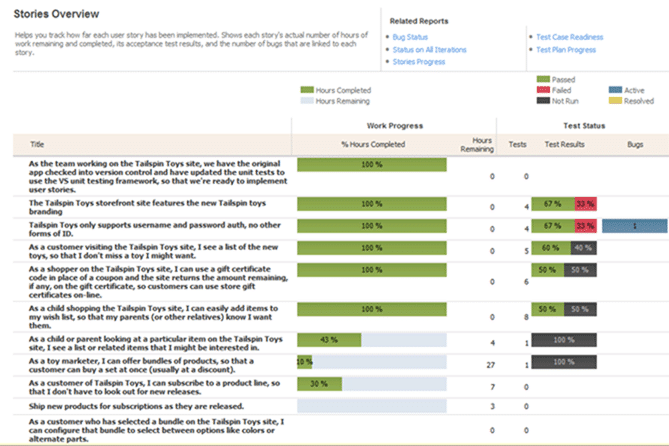 Stories Overview
Helps you track how far each user story has been implemented. Shows each story's actual number of hours
of work remaining and completed, its acceptance test results, and the number of bugs that are linked to each
story.
Related Reports
Bug Status
Status on All Iterations
Stories Progress
Test Case Readiness
Test Plan Progress
Hours Completed
Hours Remaining
Passed
Failed
Not Run
Active
Resolved
Work Progress
Test Status
Title
% Hours Completed
Hours
Remaining
Tests
Test Results
Bugs
As the team working on the Tailspin Toys site, we have the original
app checked into version control and have updated the unit tests to
use the VS unit testing framework, so that we're ready to implement
user stories.
100 %
0
0
The Tailspin Toys storefront site features the new Tailspin toys
branding
100 %
0
4
67 %
33 %
Tailspin Toys only supports username and password auth, no other
forms of ID.
100 %
0
4
67 %
33 %
1
As a customer visiting the Tailspin Toys site, I see a list of the new
toys, so that I don't miss a toy I might want.
100 %
0
5
60 %
40 %
As a shopper on the Tailspin Toys site, I can use a gift certificate
code in place of a coupon and the site returns the amount remaining,
if any, on the gift certificate, so customers can use store gift
certificates on-line.
100 %
0
6
50 %
50 %
As a child shopping the Tailspin Toys site, I can easily add items to
my wish list, so that my parents (or other relatives) know I want
them.
100 %
0
8
50 %
50 %
As a child or parent looking at a particular item on the Tailspin Toys
site, I see a list or related items that I might be interested in.
43 %
4
1
100 %
As a toy marketer, I can offer bundles of products, so that a
customer can buy a set at once (usually at a discount).
10 %
27
1
100 %
As a customer of Tailspin Toys, I can subscribe to a product line, so
that I don't have to look out for new releases.
30 %
7
0
Ship new products for subscriptions as they are released.
3
0
As a customer who has selected a bundle on the Tailspin Toys site, I
can configure that bundle to select between options like colors or
alternate parts.
0
0